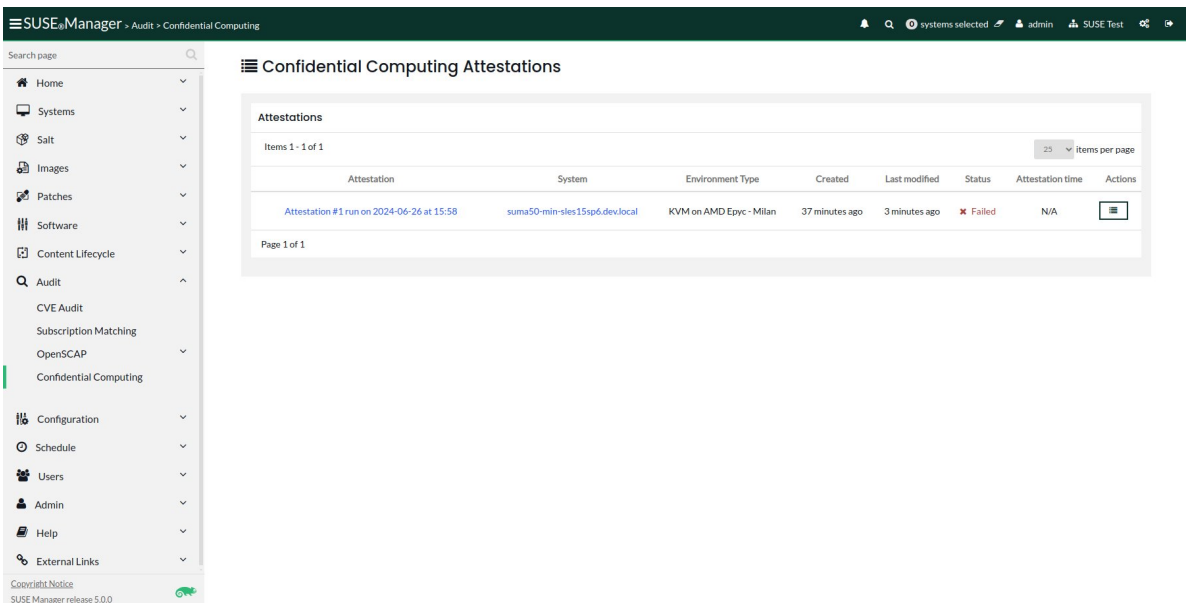 SUSE®Manager > Audit > Confidential Computing
0 systems selected admin SUSE Test
Search page
Home
Systems
Salt
Images
Patches
Software
Content Lifecycle
Audit
CVE Audit
Subscription Matching
OpenSCAP
Confidential Computing
Configuration
Schedule
Users
Admin
Help
External Links
Copyright Notice
SUSE Manager release 5.0.0
Confidential Computing Attestations
Attestations
Items 1 - 1 of 1
25 items per page
Attestation System Environment Type Created Last modified Status Attestation time Actions
Attestation #1 run on 2024-06-26 at 15:58 suma50-min-sles15sp6.dev.local KVM on AMD Epyc - Milan 37 minutes ago 3 minutes ago Failed N/A
Page 1 of 1